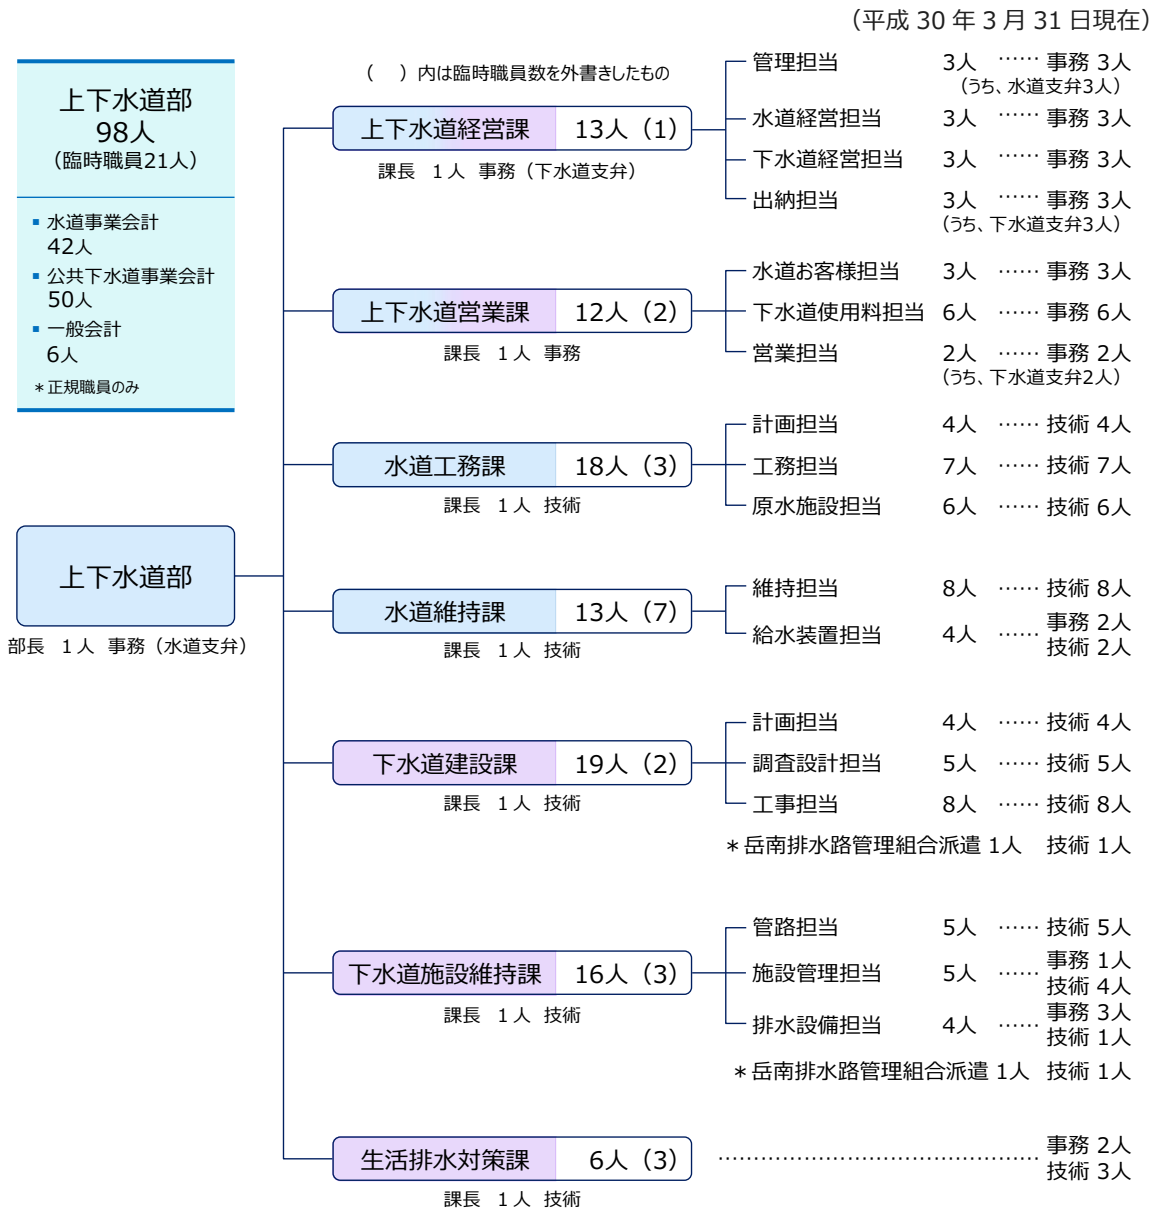 （平成 30 年 3 月 31 日現在）
上下水道部
98人
（臨時職員21人）
▪ 水道事業会計
42人
▪ 公共下水道事業会計
50人
▪ 一般会計
6人
＊正規職員のみ
（　）内は臨時職員数を外書きしたもの
上下水道経営課 13人（1）
課長 1人 事務（下水道支弁）
管理担当 3人 …… 事務 3人
（うち、水道支弁3人）
水道経営担当 3人 …… 事務 3人
下水道経営担当 3人 …… 事務 3人
出納担当 3人 …… 事務 3人
（うち、下水道支弁3人）
上下水道営業課 12人（2）
課長 1人 事務
水道お客様担当 3人 …… 事務 3人
下水道使用料担当 6人 …… 事務 6人
営業担当 2人 …… 事務 2人
（うち、下水道支弁2人）
水道工務課 18人（3）
課長 1人 技術
計画担当 4人 …… 技術 4人
工務担当 7人 …… 技術 7人
原水施設担当 6人 …… 技術 6人
上下水道部
部長 1人 事務（水道支弁）
水道維持課 13人（7）
課長 1人 技術
維持担当 8人 …… 技術 8人
給水装置担当 4人 …… 事務 2人
技術 2人
下水道建設課 19人（2）
課長 1人 技術
計画担当 4人 …… 技術 4人
調査設計担当 5人 …… 技術 5人
工事担当 8人 …… 技術 8人
＊岳南排水路管理組合派遣 1人 技術 1人
下水道施設維持課 16人（3）
課長 1人 技術
管路担当 5人 …… 技術 5人
施設管理担当 5人 …… 事務 1人
技術 4人
排水設備担当 4人 …… 事務 3人
技術 1人
＊岳南排水路管理組合派遣 1人 技術 1人
生活排水対策課 6人（3） …………………………………… 事務 2人
技術 3人
課長 1人 技術